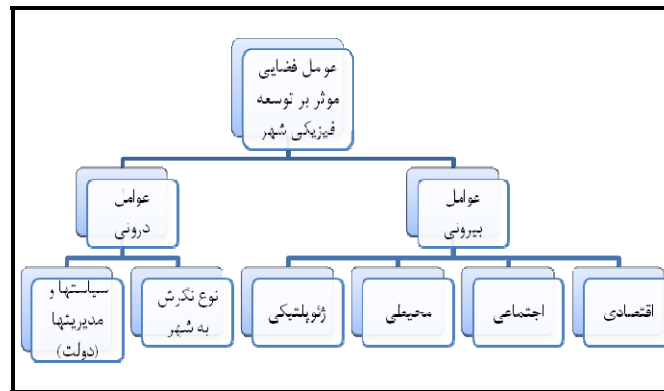 عومل فضایی
موثر بر توسعه
فیزیکی شهر
عوامل
بیرونی
عوامل
درونی
اقتصادی
اجتماعی
محیطی
ژئوپلتیکی
نوع نگرش
به شهر
سیاستها و
مدیریتها
(دولت)